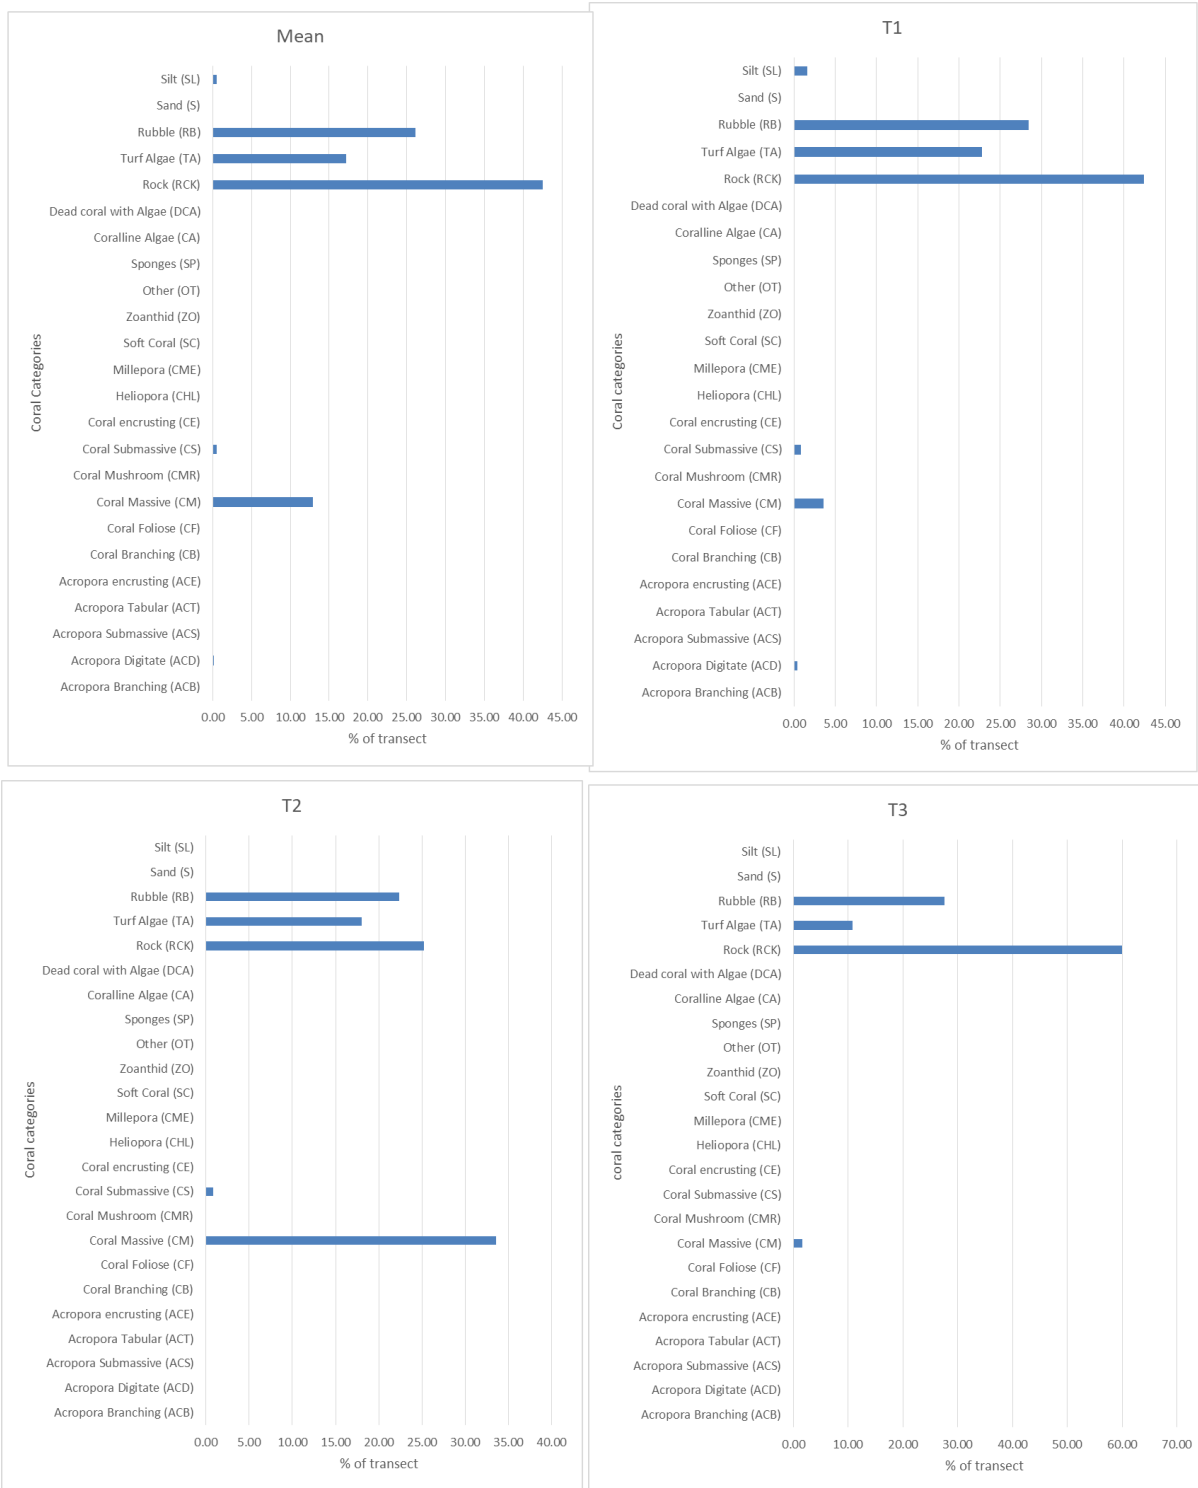 Mean
Silt (SL)
Sand (S)
Rubble (RB)
Turf Algae (TA)
Rock (RCK)
Dead coral with Algae (DCA)
Coralline Algae (CA)
Sponges (SP)
Other (OT)
Zoanthid (ZO)
Soft Coral (SC)
Millepora (CME)
Heliopora (CHL)
Coral encrusting (CE)
Coral Submassive (CS)
Coral Mushroom (CMR)
Coral Massive (CM)
Coral Foliose (CF)
Coral Branching (CB)
Acropora encrusting (ACE)
Acropora Tabular (ACT)
Acropora Submassive (ACS)
Acropora Digitate (ACD)
Acropora Branching (ACB)
Coral Categories
0.00 5.00 10.00 15.00 20.00 25.00 30.00 35.00 40.00 45.00
% of transect
T1
Silt (SL)
Sand (S)
Rubble (RB)
Turf Algae (TA)
Rock (RCK)
Dead coral with Algae (DCA)
Coralline Algae (CA)
Sponges (SP)
Other (OT)
Zoanthid (ZO)
Soft Coral (SC)
Millepora (CME)
Heliopora (CHL)
Coral encrusting (CE)
Coral Submassive (CS)
Coral Mushroom (CMR)
Coral Massive (CM)
Coral Foliose (CF)
Coral Branching (CB)
Acropora encrusting (ACE)
Acropora Tabular (ACT)
Acropora Submassive (ACS)
Acropora Digitate (ACD)
Acropora Branching (ACB)
Coral categories
0.00 5.00 10.00 15.00 20.00 25.00 30.00 35.00 40.00 45.00
% of transect
T2
Silt (SL)
Sand (S)
Rubble (RB)
Turf Algae (TA)
Rock (RCK)
Dead coral with Algae (DCA)
Coralline Algae (CA)
Sponges (SP)
Other (OT)
Zoanthid (ZO)
Soft Coral (SC)
Millepora (CME)
Heliopora (CHL)
Coral encrusting (CE)
Coral Submassive (CS)
Coral Mushroom (CMR)
Coral Massive (CM)
Coral Foliose (CF)
Coral Branching (CB)
Acropora encrusting (ACE)
Acropora Tabular (ACT)
Acropora Submassive (ACS)
Acropora Digitate (ACD)
Acropora Branching (ACB)
Coral categories
0.00 5.00 10.00 15.00 20.00 25.00 30.00 35.00 40.00
% of transect
T3
Silt (SL)
Sand (S)
Rubble (RB)
Turf Algae (TA)
Rock (RCK)
Dead coral with Algae (DCA)
Coralline Algae (CA)
Sponges (SP)
Other (OT)
Zoanthid (ZO)
Soft Coral (SC)
Millepora (CME)
Heliopora (CHL)
Coral encrusting (CE)
Coral Submassive (CS)
Coral Mushroom (CMR)
Coral Massive (CM)
Coral Foliose (CF)
Coral Branching (CB)
Acropora encrusting (ACE)
Acropora Tabular (ACT)
Acropora Submassive (ACS)
Acropora Digitate (ACD)
Acropora Branching (ACB)
coral categories
0.00 10.00 20.00 30.00 40.00 50.00 60.00 70.00
% of transect